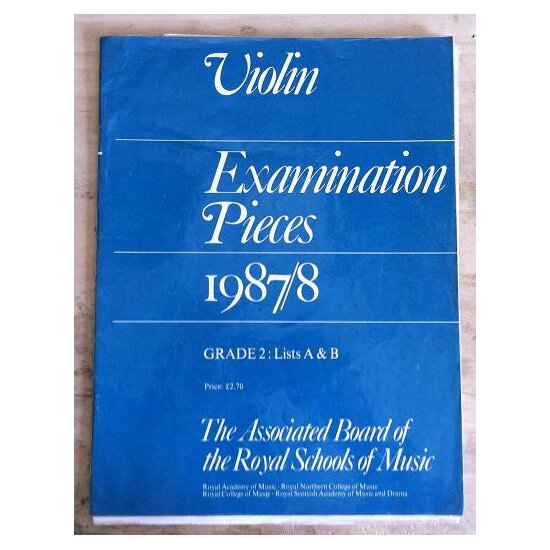 Violin
Examination
Pieces
1987/8
GRADE 2: Lists A & B
Price: £2.70
The Associated Board of
the Royal Schools of Music
Royal Academy of Music · Royal Northern College of Music
Royal College of Music · Royal Scottish Academy of Music and Drama